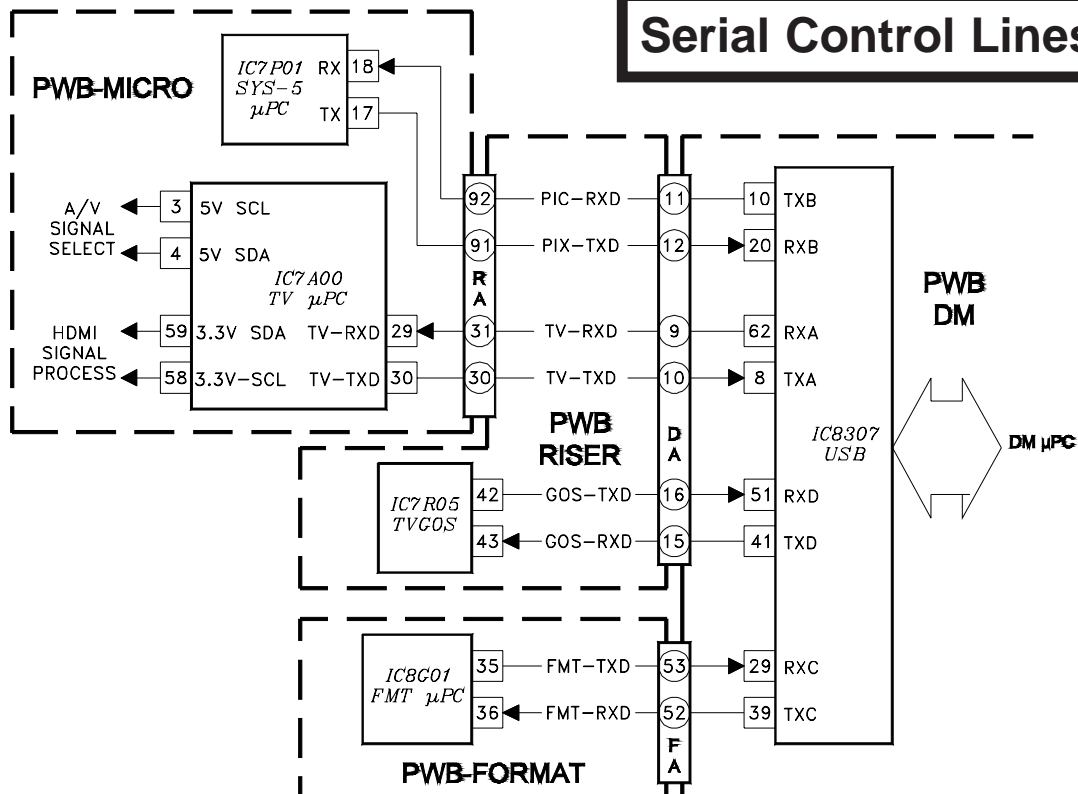 Serial Control Lines
PWB-MICRO
IC7P01
SYS-5
µPC
RX 18
TX 17
A/V
SIGNAL
SELECT
3 5V SCL
4 5V SDA
IC7A00
TV µPC
HDMI
SIGNAL
PROCESS
59 3.3V SDA TV-RXD 29
58 3.3V-SCL TV-TXD 30
92 PIC-RXD 11 10 TXB
91 PIX-TXD 12 20 RXB
RA
31 TV-RXD 9 62 RXA
30 TV-TXD 10 8 TXA
PWB
RISER
DA
PWB
DM
IC8307
USB
DM µPC
IC7R05
TVGOS
42 GOS-TXD 16 51 RXD
43 GOS-RXD 15 41 TXD
IC8G01
FMT µPC
35 FMT-TXD 53 29 RXC
36 FMT-RXD 52 39 TXC
FA
PWB-FORMAT